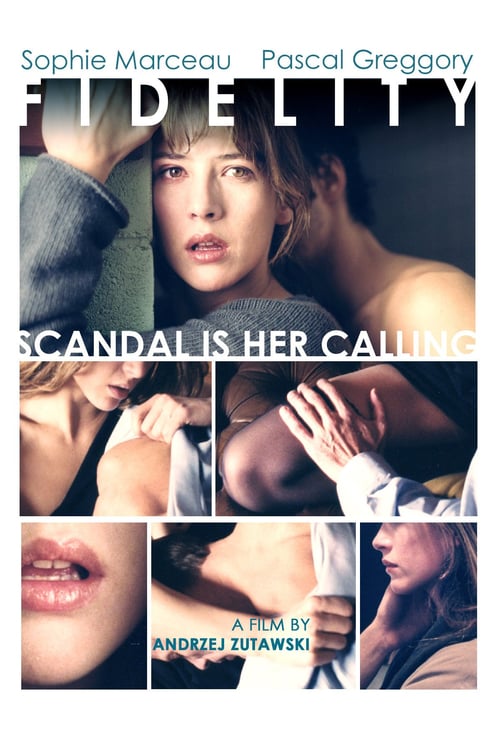 Sophie Marceau Pascal Greggory
FIDELITY
SCANDAL IS HER CALLING
A FILM BY
ANDRZEJ ZUTAWSKI